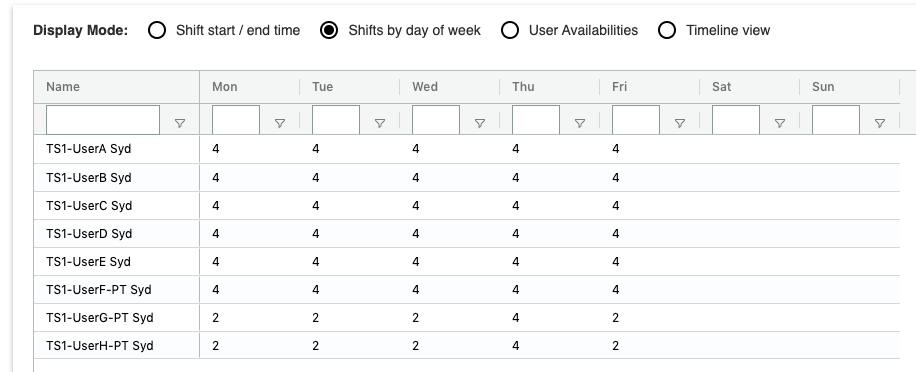 Display Mode: Shift start / end time Shifts by day of week User Availabilities Timeline view
Name Mon Tue Wed Thu Fri Sat Sun
TS1-UserA Syd 4 4 4 4 4
TS1-UserB Syd 4 4 4 4 4
TS1-UserC Syd 4 4 4 4 4
TS1-UserD Syd 4 4 4 4 4
TS1-UserE Syd 4 4 4 4 4
TS1-UserF-PT Syd 4 4 4 4 4
TS1-UserG-PT Syd 2 2 2 4 2
TS1-UserH-PT Syd 2 2 2 4 2